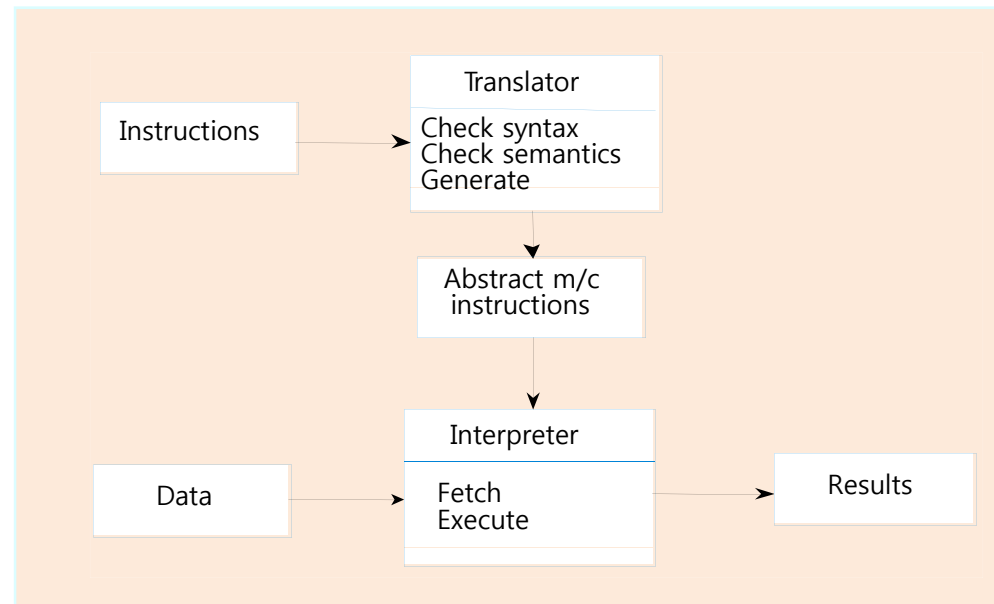 Translator
Instructions
Check syntax
Check semantics
Generate
Abstract m/c
instructions
Interpreter
Data
Fetch
Execute
Results